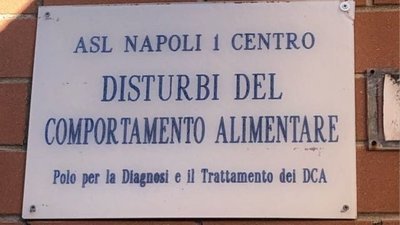 ASL NAPOLI 1 CENTRO
DISTURBI DEL
COMPORTAMENTO ALIMENTARE
Polo per la Diagnosi e il Trattamento dei DCA